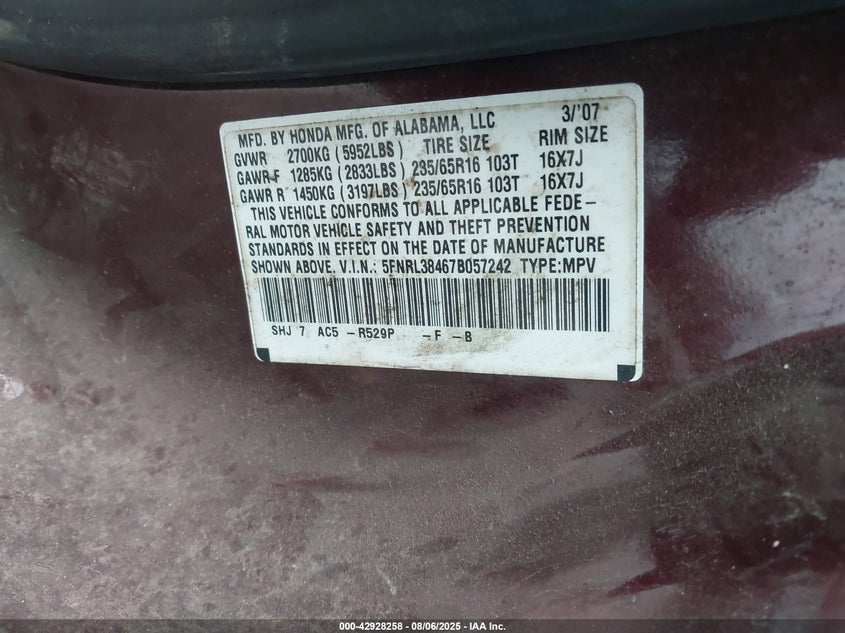 MFD. BY HONDA MFG. OF ALABAMA, LLC 3/'07
GVWR 2700KG (5952LBS) TIRE SIZE RIM SIZE
GAWR F 1285KG (2833LBS) 235/65R16 103T 16X7J
GAWR R 1450KG (3197LBS) 235/65R16 103T 16X7J
THIS VEHICLE CONFORMS TO ALL APPLICABLE FEDE-
RAL MOTOR VEHICLE SAFETY AND THEFT PREVENTION
STANDARDS IN EFFECT ON THE DATE OF MANUFACTURE
SHOWN ABOVE. V.I.N.: 5FNRL38467B057242 TYPE:MPV
SHJ 7 AC5 -R529P -F -B
000-42928258 - 08/06/2025 - IAA Inc.